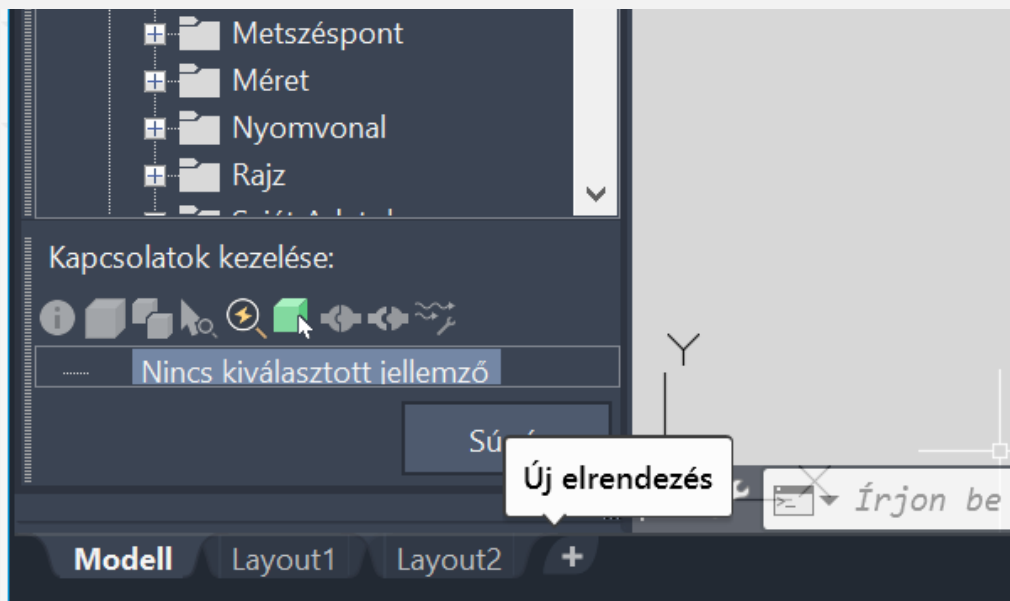 Metszéspont
Méret
Nyomvonal
Rajz
Kapcsolatok kezelése:
Nincs kiválasztott jellemző
Új elrendezés
Y
Írjon be
Modell Layout1 Layout2 +